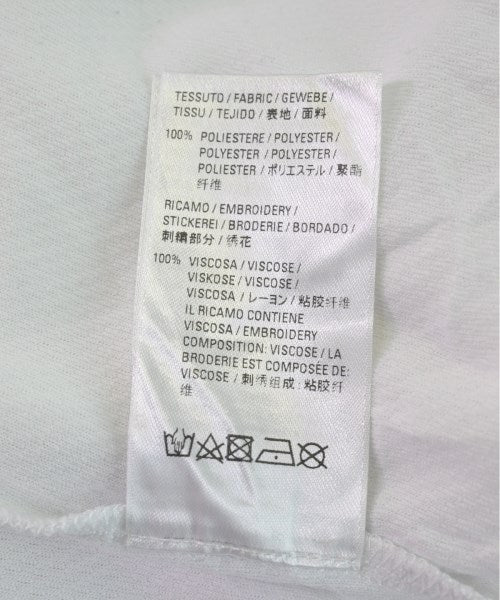 TESSUTO / FABRIC / GEWEBE /
TISSU / TEJIDO / 表地 / 面料
100% POLIESTERE / POLYESTER /
POLYESTER / POLYESTER /
POLIESTER / ポリエステル / 聚酯
纤维
RICAMO / EMBROIDERY /
STICKEREI / BRODERIE / BORDADO /
刺繍部分 / 绣花
100% VISCOSA / VISCOSE /
VISKOSE / VISCOSE /
VISCOSA / レーヨン / 粘胶纤维
IL RICAMO CONTIENE
VISCOSA / EMBROIDERY
COMPOSITION: VISCOSE / LA
BRODERIE EST COMPOSÉE DE:
VISCOSE / 刺绣组成: 粘胶纤
维